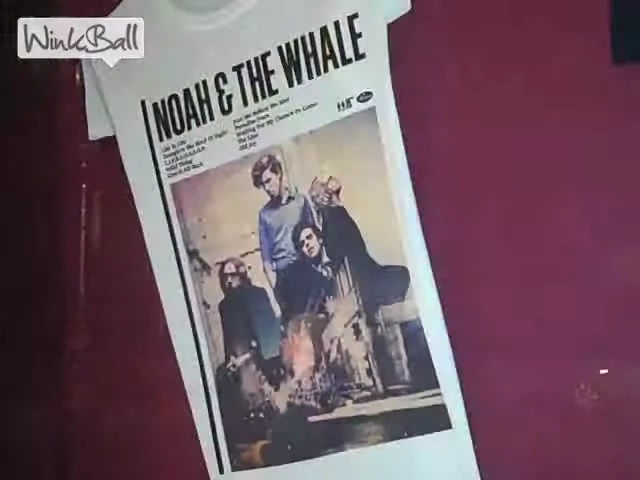 WinkBall
NOAH & THE WHALE
Life Is Life
Tonight's The Kind Of Night
L.I.F.E.G.O.E.S.O.N.
Wild Thing
Give It All Back
Just Me Before We Met
Paradise Stars
Waiting For My Chance To Come
The Line
Old Joy